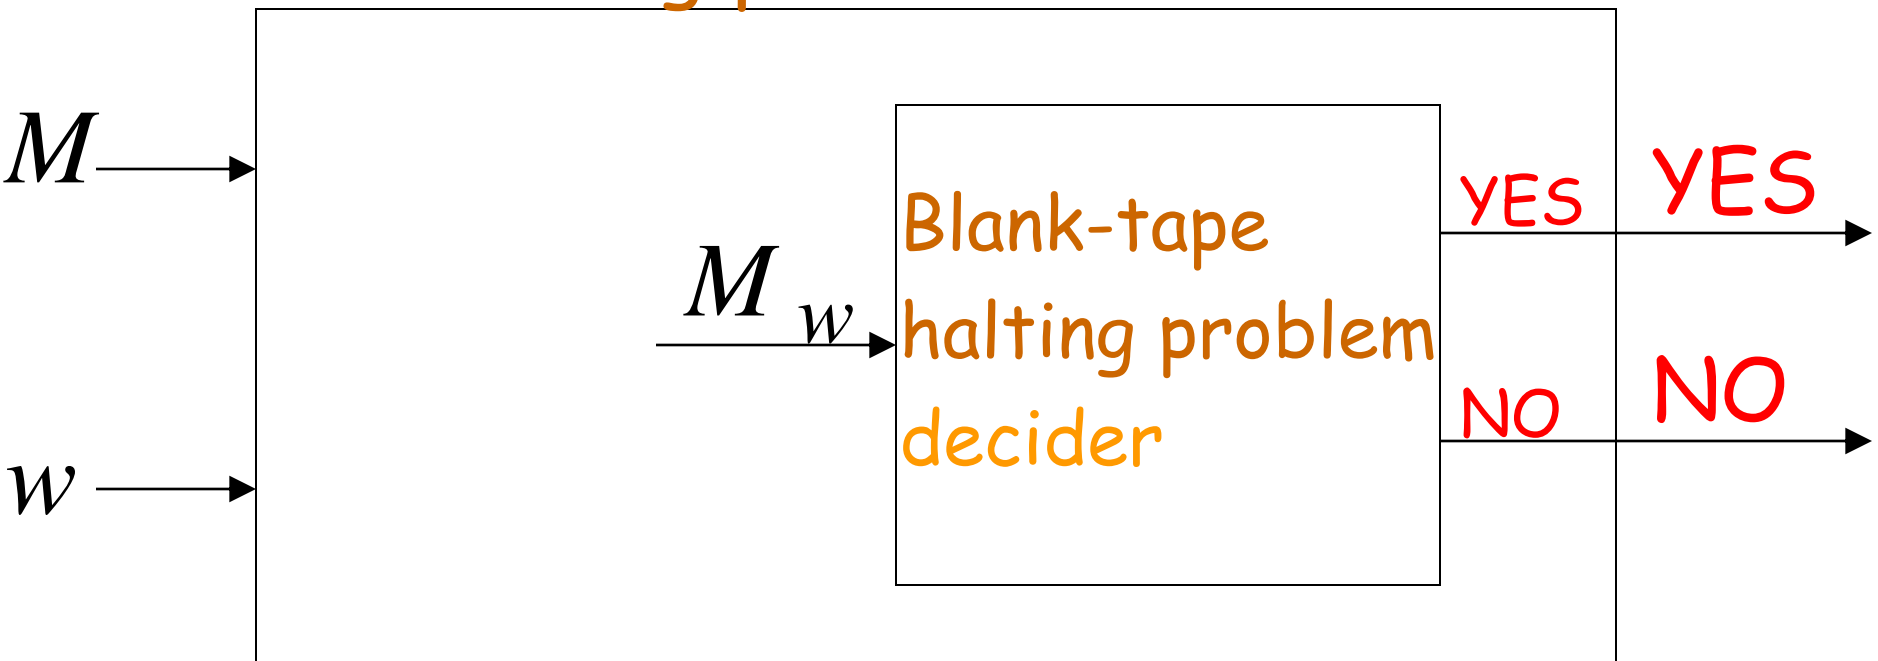 M
w
M w
Blank-tape
halting problem
decider
YES
YES
NO
NO